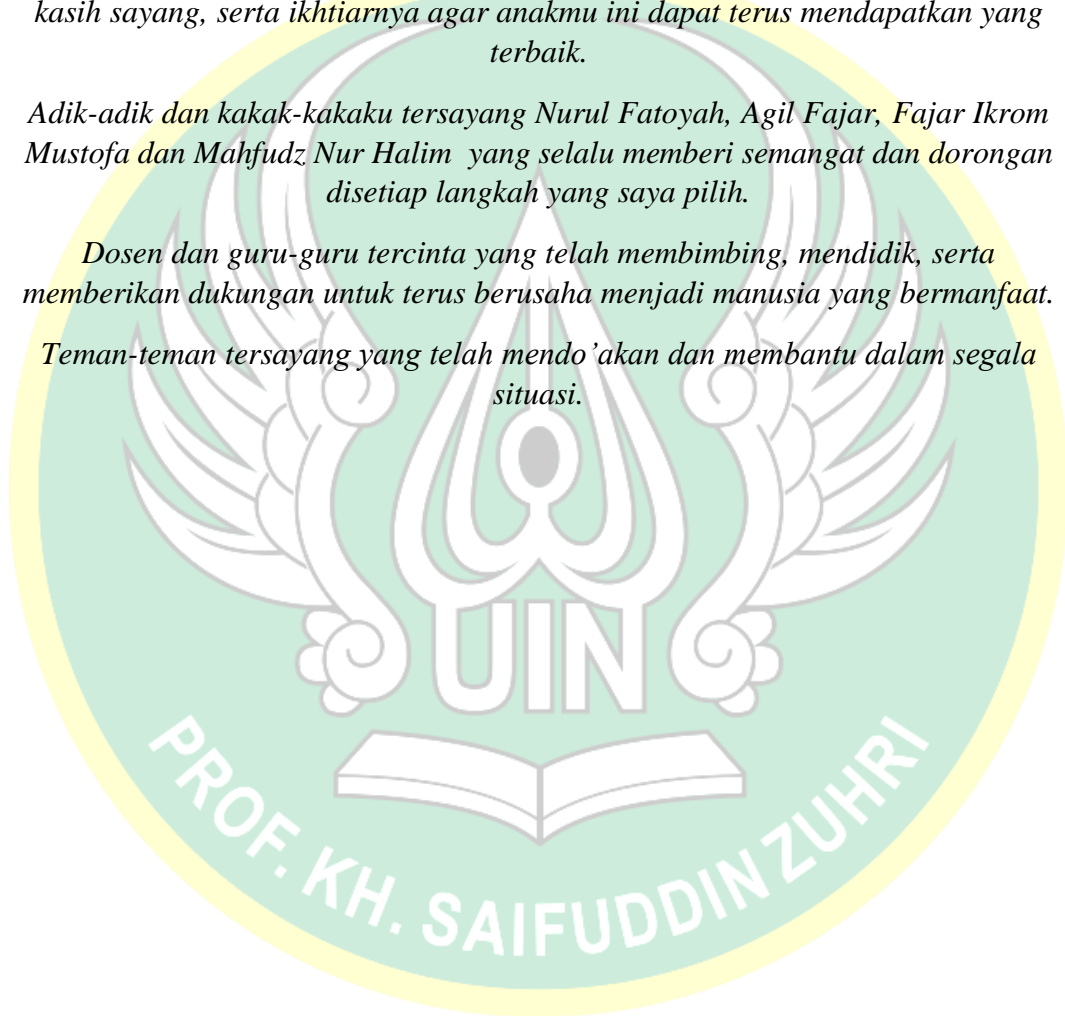 kasih sayang, serta ikhtiarnya agar anakmu ini dapat terus mendapatkan yang
terbaik.
Adik-adik dan kakak-kakaku tersayang Nurul Fatoyah, Agil Fajar, Fajar Ikrom
Mustofa dan Mahfudz Nur Halim yang selalu memberi semangat dan dorongan
disetiap langkah yang saya pilih.
Dosen dan guru-guru tercinta yang telah membimbing, mendidik, serta
memberikan dukungan untuk terus berusaha menjadi manusia yang bermanfaat.
Teman-teman tersayang yang telah mendo’akan dan membantu dalam segala
situasi.
UIN
PROF. KH. SAIFUDDIN ZUHRI